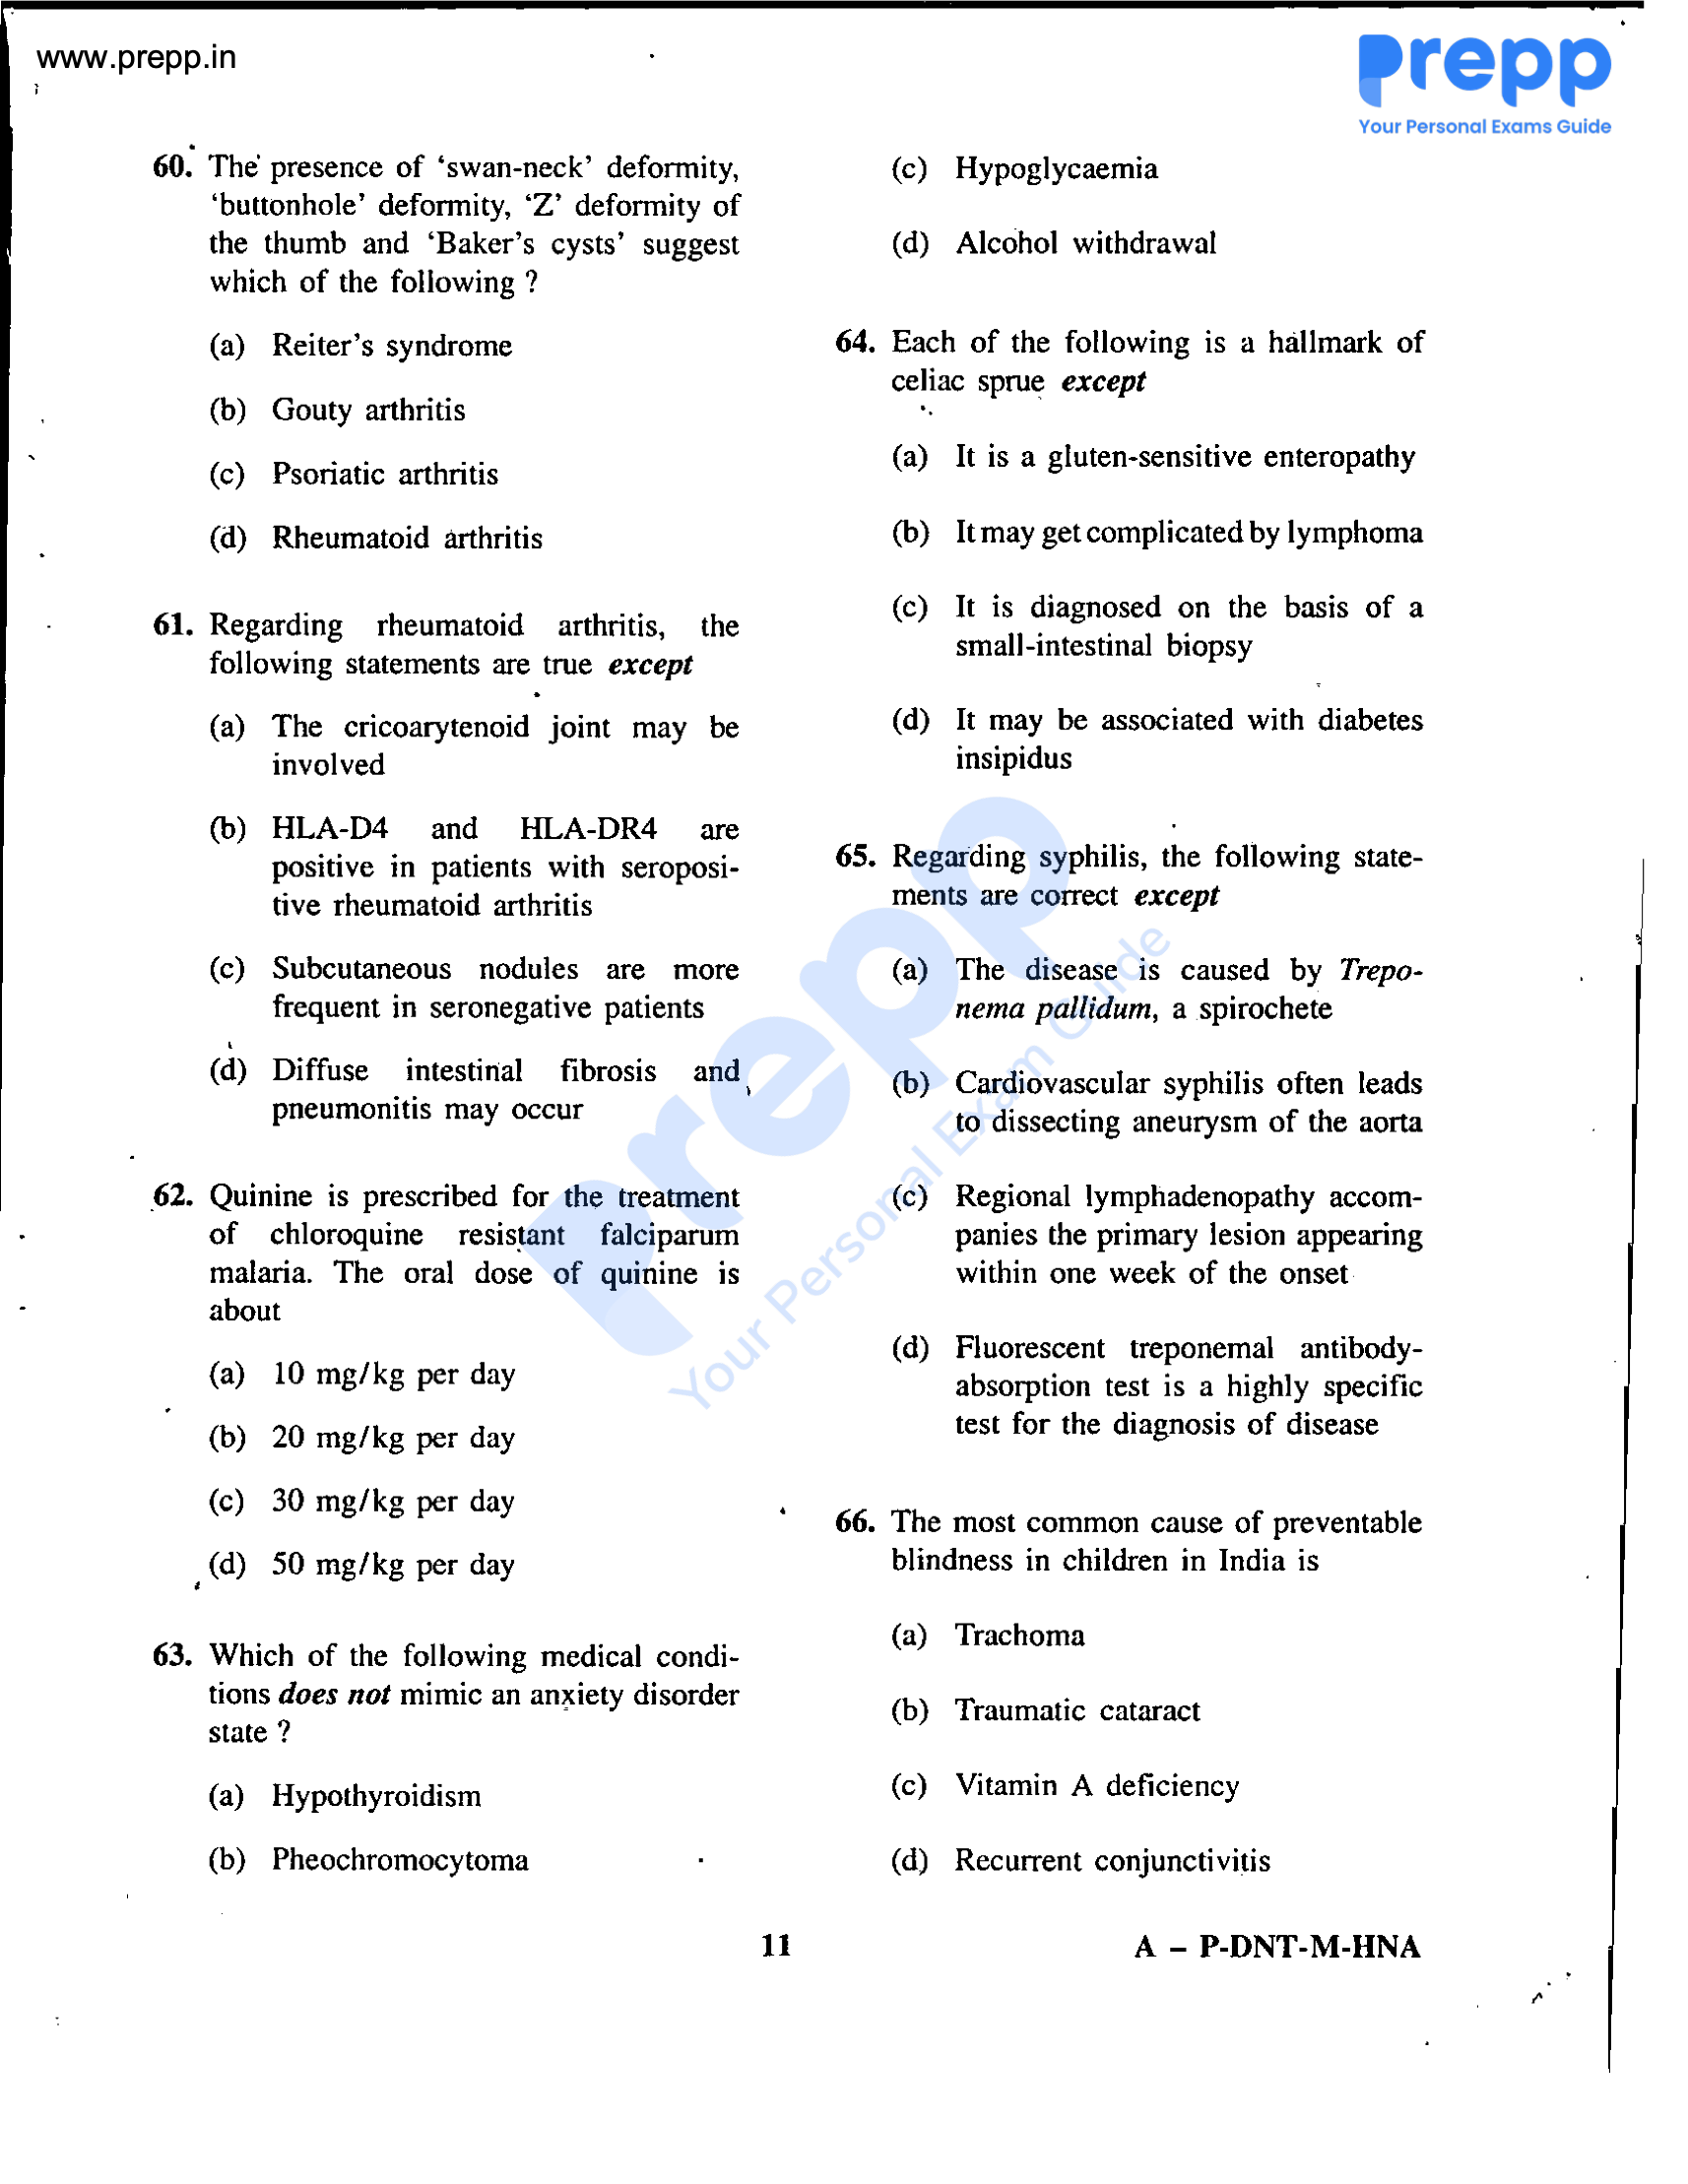 www.prepp.in
prepp
Your Personal Exams Guide
60. The presence of ‘swan-neck’ deformity,
‘buttonhole’ deformity, ‘Z’ deformity of
the thumb and ‘Baker’s cysts’ suggest
which of the following ?
(a) Reiter’s syndrome
(b) Gouty arthritis
(c) Psoriatic arthritis
(d) Rheumatoid arthritis
61. Regarding rheumatoid arthritis, the
following statements are true except
(a) The cricoarytenoid joint may be
involved
(b) HLA-D4 and HLA-DR4 are
positive in patients with seroposi-
tive rheumatoid arthritis
(c) Subcutaneous nodules are more
frequent in seronegative patients
(d) Diffuse intestinal fibrosis and
pneumonitis may occur
62. Quinine is prescribed for the treatment
of chloroquine resistant falciparum
malaria. The oral dose of quinine is
about
(a) 10 mg/kg per day
(b) 20 mg/kg per day
(c) 30 mg/kg per day
(d) 50 mg/kg per day
63. Which of the following medical condi-
tions does not mimic an anxiety disorder
state ?
(a) Hypothyroidism
(b) Pheochromocytoma
(c) Hypoglycaemia
(d) Alcohol withdrawal
64. Each of the following is a hallmark of
celiac sprue except
(a) It is a gluten-sensitive enteropathy
(b) It may get complicated by lymphoma
(c) It is diagnosed on the basis of a
small-intestinal biopsy
(d) It may be associated with diabetes
insipidus
65. Regarding syphilis, the following state-
ments are correct except
(a) The disease is caused by Trepo-
nema pallidum, a spirochete
(b) Cardiovascular syphilis often leads
to dissecting aneurysm of the aorta
(c) Regional lymphadenopathy accom-
panies the primary lesion appearing
within one week of the onset
(d) Fluorescent treponemal antibody-
absorption test is a highly specific
test for the diagnosis of disease
66. The most common cause of preventable
blindness in children in India is
(a) Trachoma
(b) Traumatic cataract
(c) Vitamin A deficiency
(d) Recurrent conjunctivitis
prepp
Your Personal Exam Guide
11
A – P-DNT-M-HNA